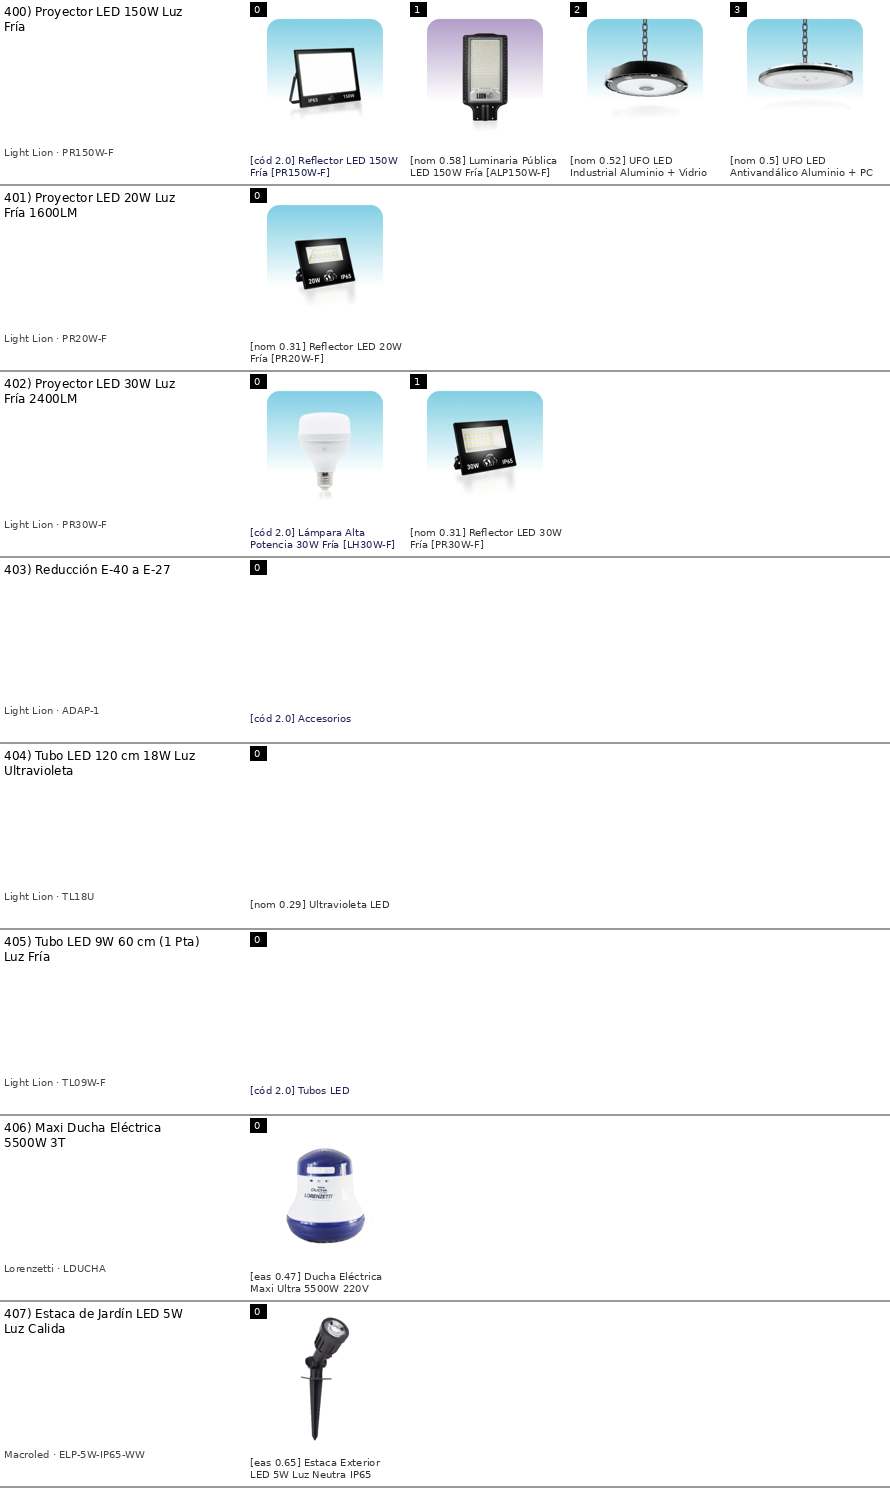 400) Proyector LED 150W Luz
Fría
Light Lion · PR150W-F
0
IP65 150W
[cód 2.0] Reflector LED 150W
Fría [PR150W-F]
1
[nom 0.58] Luminaria Pública
LED 150W Fría [ALP150W-F]
2
[nom 0.52] UFO LED
Industrial Aluminio + Vidrio
3
[nom 0.5] UFO LED
Antivandálico Aluminio + PC
401) Proyector LED 20W Luz
Fría 1600LM
Light Lion · PR20W-F
0
20W IP65
[nom 0.31] Reflector LED 20W
Fría [PR20W-F]
402) Proyector LED 30W Luz
Fría 2400LM
Light Lion · PR30W-F
0
[cód 2.0] Lámpara Alta
Potencia 30W Fría [LH30W-F]
1
30W IP65
[nom 0.31] Reflector LED 30W
Fría [PR30W-F]
403) Reducción E-40 a E-27
Light Lion · ADAP-1
0
[cód 2.0] Accesorios
404) Tubo LED 120 cm 18W Luz
Ultravioleta
Light Lion · TL18U
0
[nom 0.29] Ultravioleta LED
405) Tubo LED 9W 60 cm (1 Pta)
Luz Fría
Light Lion · TL09W-F
0
[cód 2.0] Tubos LED
406) Maxi Ducha Eléctrica
5500W 3T
Lorenzetti · LDUCHA
0
DUCHA
LORENZETTI
[eas 0.47] Ducha Eléctrica
Maxi Ultra 5500W 220V
407) Estaca de Jardín LED 5W
Luz Calida
Macroled · ELP-5W-IP65-WW
0
[eas 0.65] Estaca Exterior
LED 5W Luz Neutra IP65